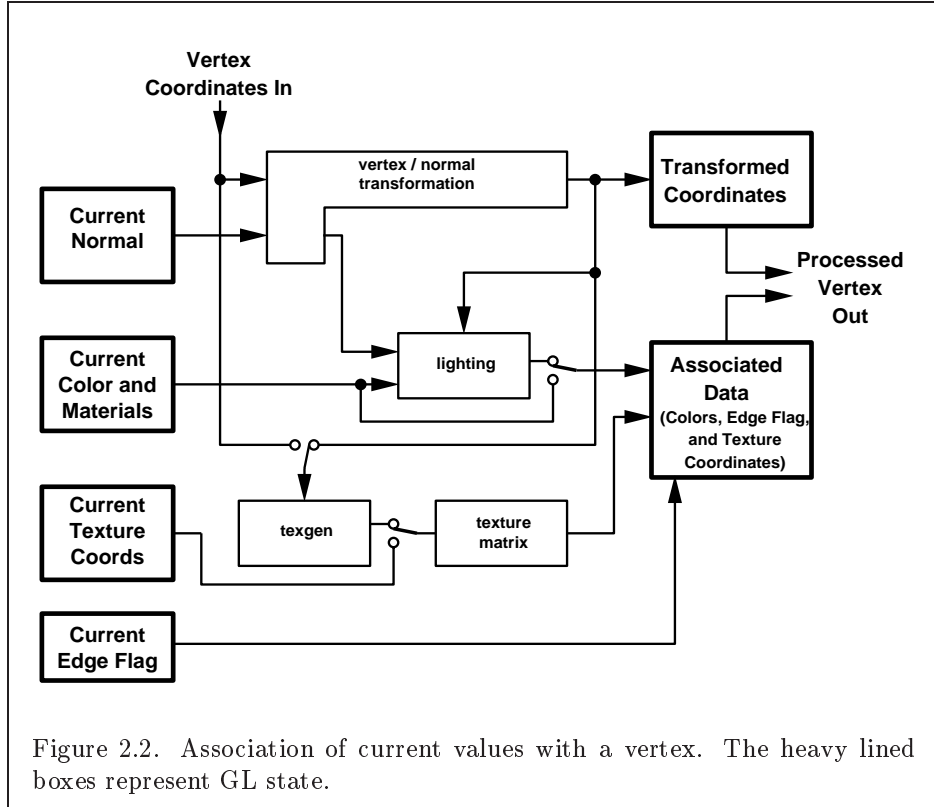 Vertex
Coordinates In
vertex / normal
transformation
Transformed
Coordinates
Current
Normal
Processed
Vertex
Out
Current
Color and
Materials
lighting
Associated
Data
(Colors, Edge Flag,
and Texture
Coordinates)
Current
Texture
Coords
texgen
texture
matrix
Current
Edge Flag
Figure 2.2. Association of current values with a vertex. The heavy lined
boxes represent GL state.